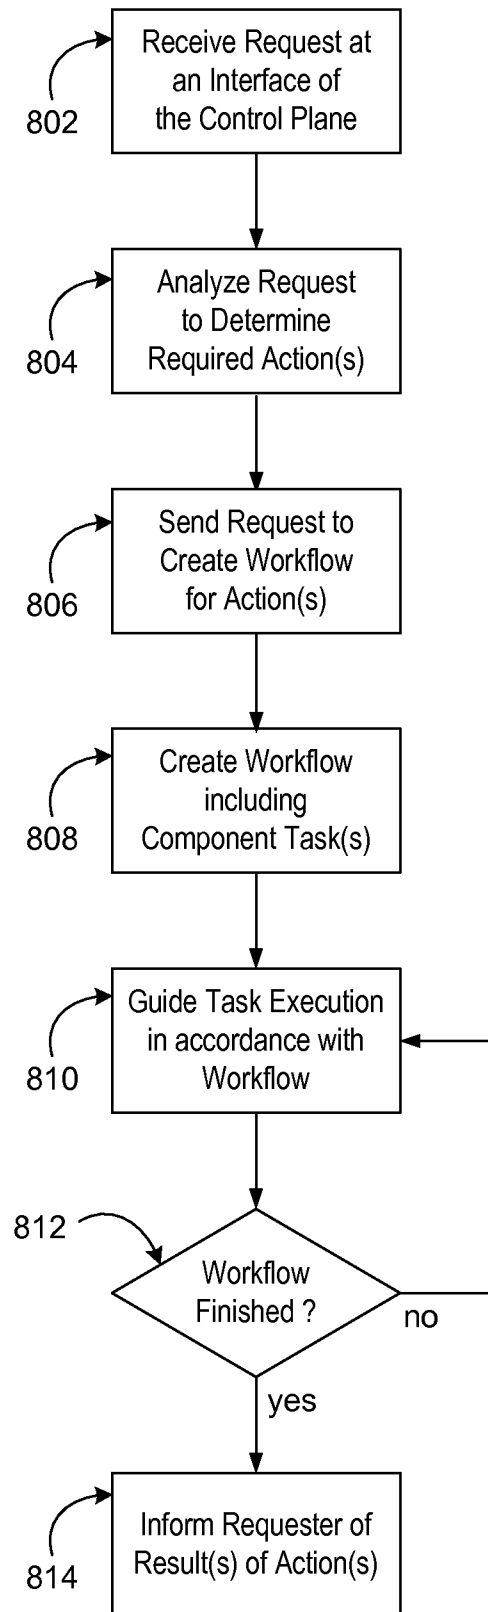 Receive Request at
an Interface of
the Control Plane
802
Analyze Request
to Determine
Required Action(s)
804
Send Request to
Create Workflow
for Action(s)
806
Create Workflow
including
Component Task(s)
808
Guide Task Execution
in accordance with
Workflow
810
812
Workflow
Finished ?
no
yes
Inform Requester of
Result(s) of Action(s)
814